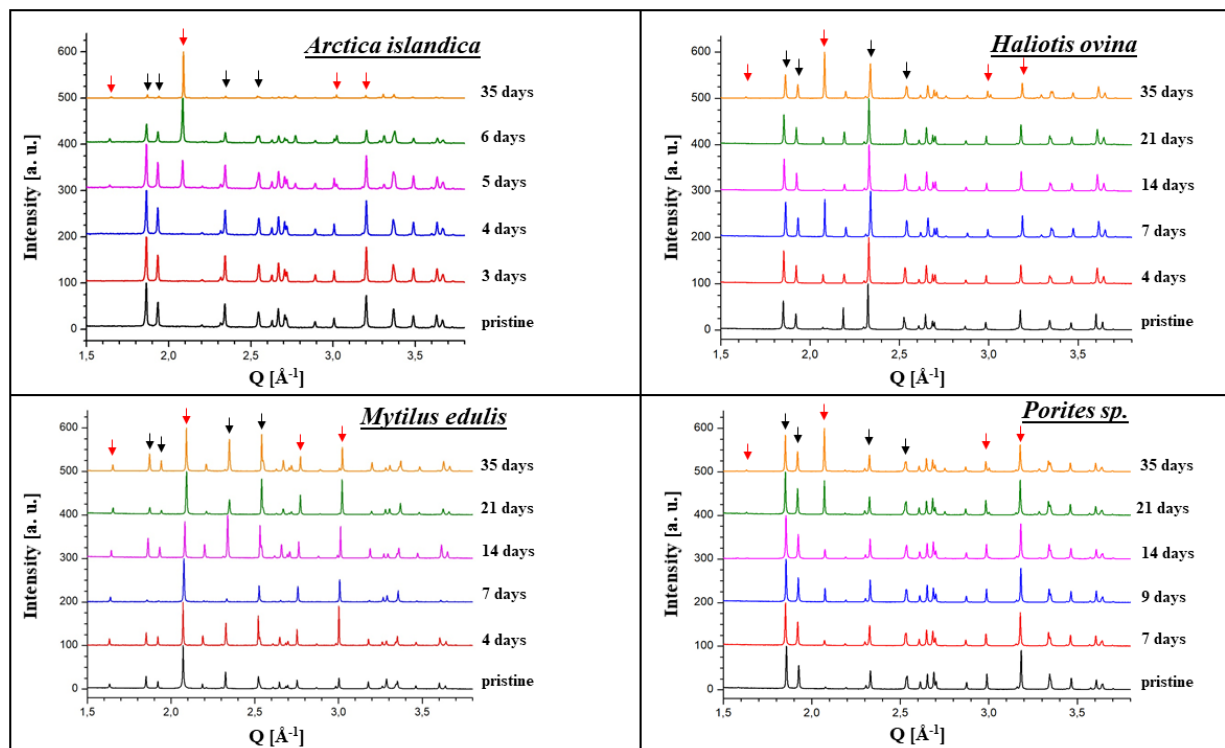 Arctica islandica
600
500
400
300
200
100
0
35 days
6 days
5 days
4 days
3 days
pristine
Intensity [a. u.]
1,5 2,0 2,5 3,0 3,5
Q [Å⁻¹]
Haliotis ovina
600
500
400
300
200
100
0
35 days
21 days
14 days
7 days
4 days
pristine
Intensity [a. u.]
1,5 2,0 2,5 3,0 3,5
Q [Å⁻¹]
Mytilus edulis
600
500
400
300
200
100
0
35 days
21 days
14 days
7 days
4 days
pristine
Intensity [a. u.]
1,5 2,0 2,5 3,0 3,5
Q [Å⁻¹]
Porites sp.
600
500
400
300
200
100
0
35 days
21 days
14 days
9 days
7 days
pristine
Intensity [a. u.]
1,5 2,0 2,5 3,0 3,5
Q [Å⁻¹]